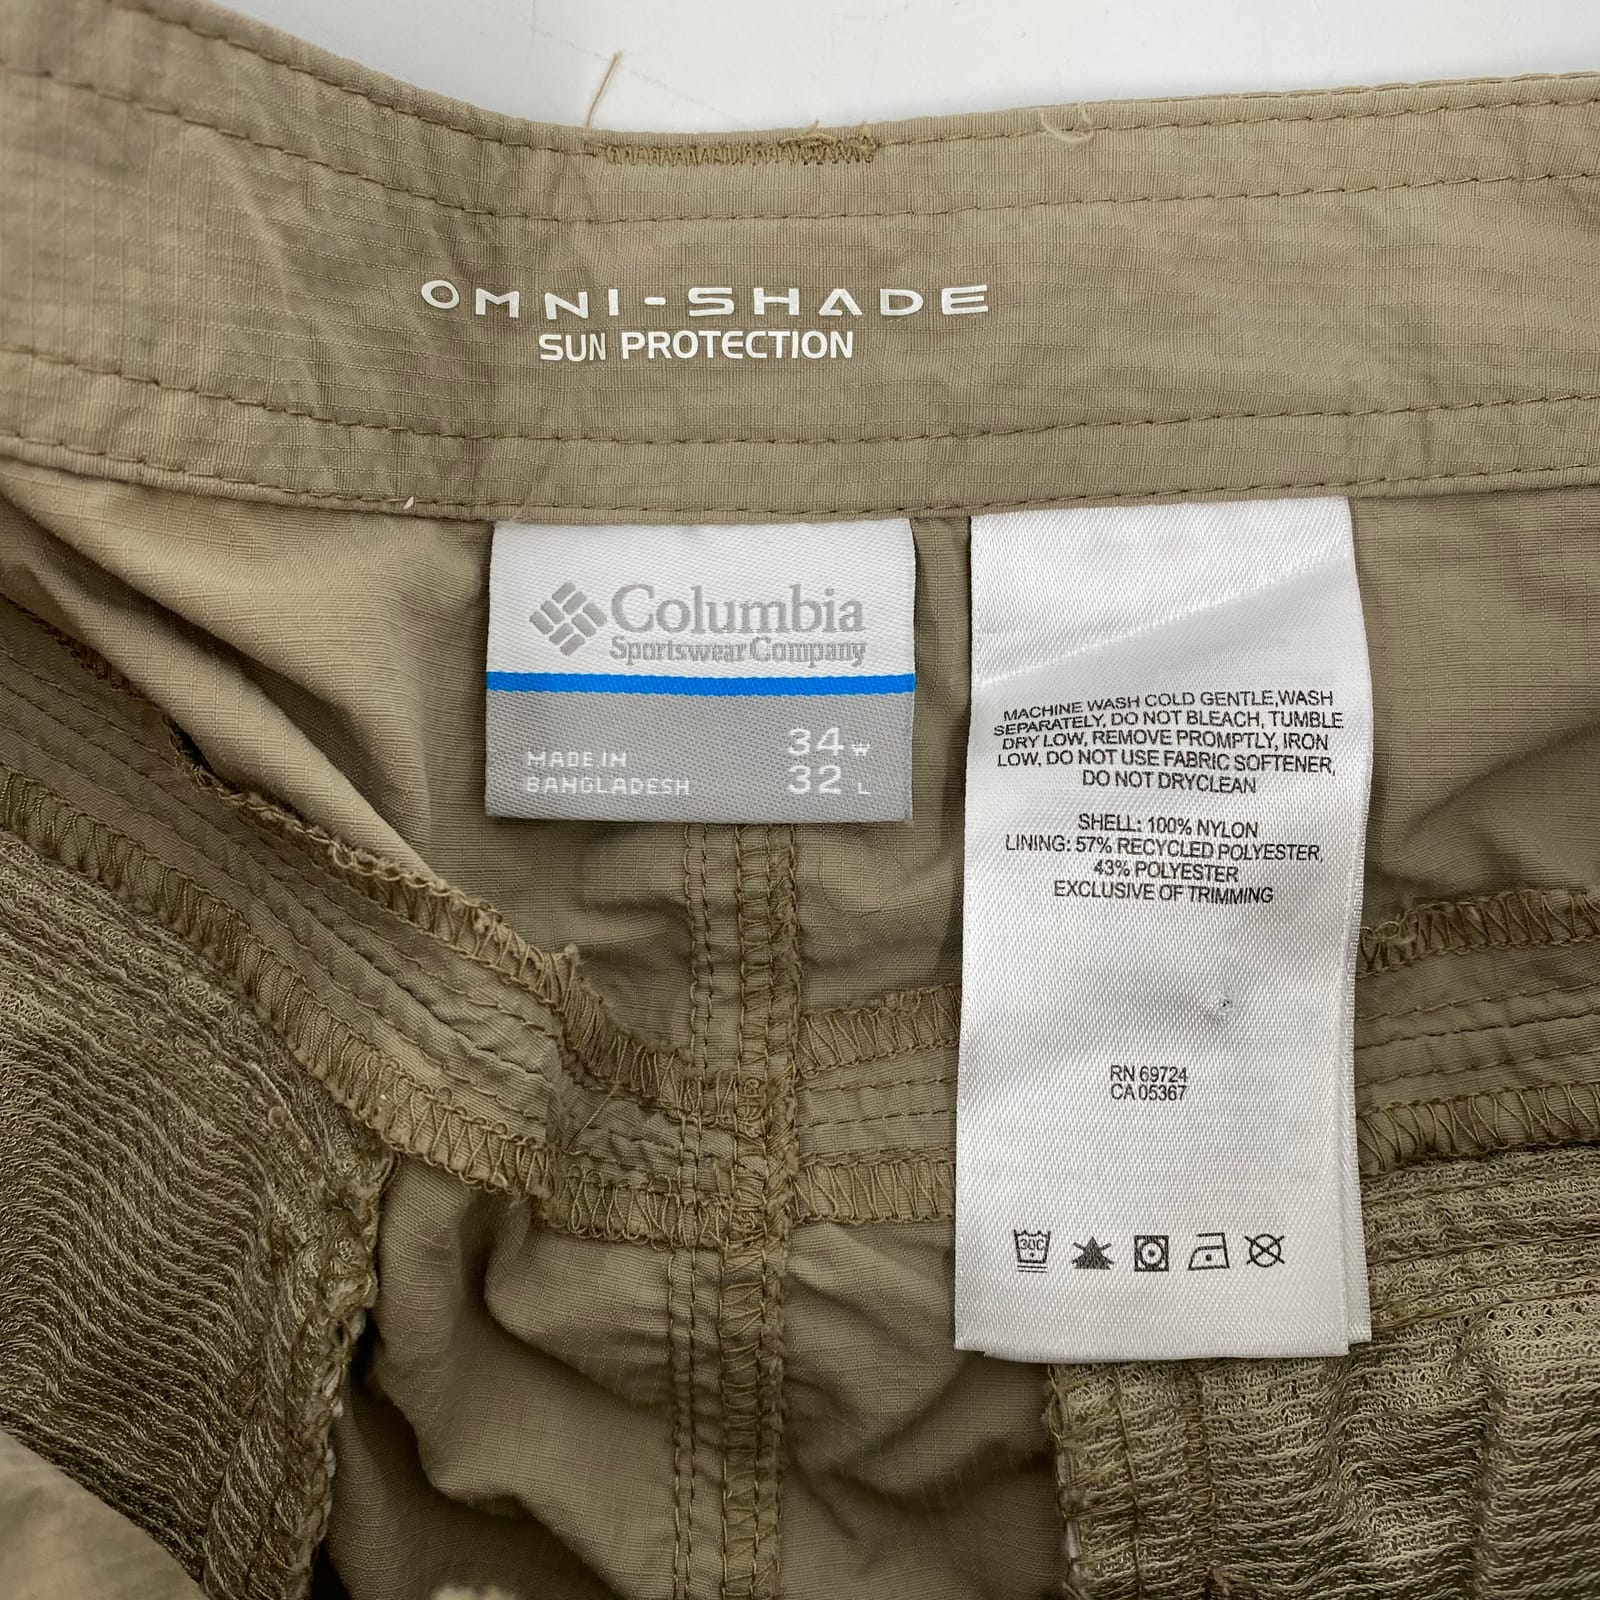 OMNI-SHADE
SUN PROTECTION
Columbia
Sportswear Company
MADE IN
BANGLADESH
34 W
32 L
MACHINE WASH COLD GENTLE,WASH
SEPARATELY, DO NOT BLEACH, TUMBLE
DRY LOW, REMOVE PROMPTLY, IRON
LOW, DO NOT USE FABRIC SOFTENER,
DO NOT DRYCLEAN
SHELL: 100% NYLON
LINING: 57% RECYCLED POLYESTER,
43% POLYESTER
EXCLUSIVE OF TRIMMING
RN 69724
CA 05367
30C